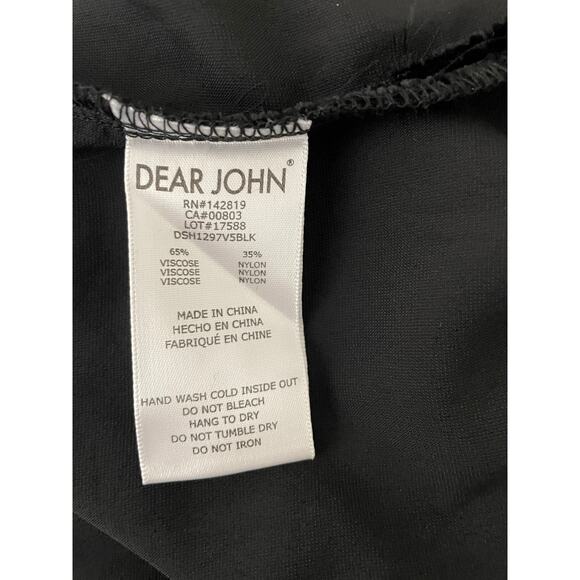 DEAR JOHN®
RN#142819
CA#00803
LOT#17588
DSH1297V5BLK
65% 35%
VISCOSE NYLON
VISCOSE NYLON
VISCOSE NYLON
MADE IN CHINA
HECHO EN CHINA
FABRIQUÉ EN CHINE
HAND WASH COLD INSIDE OUT
DO NOT BLEACH
HANG TO DRY
DO NOT TUMBLE DRY
DO NOT IRON